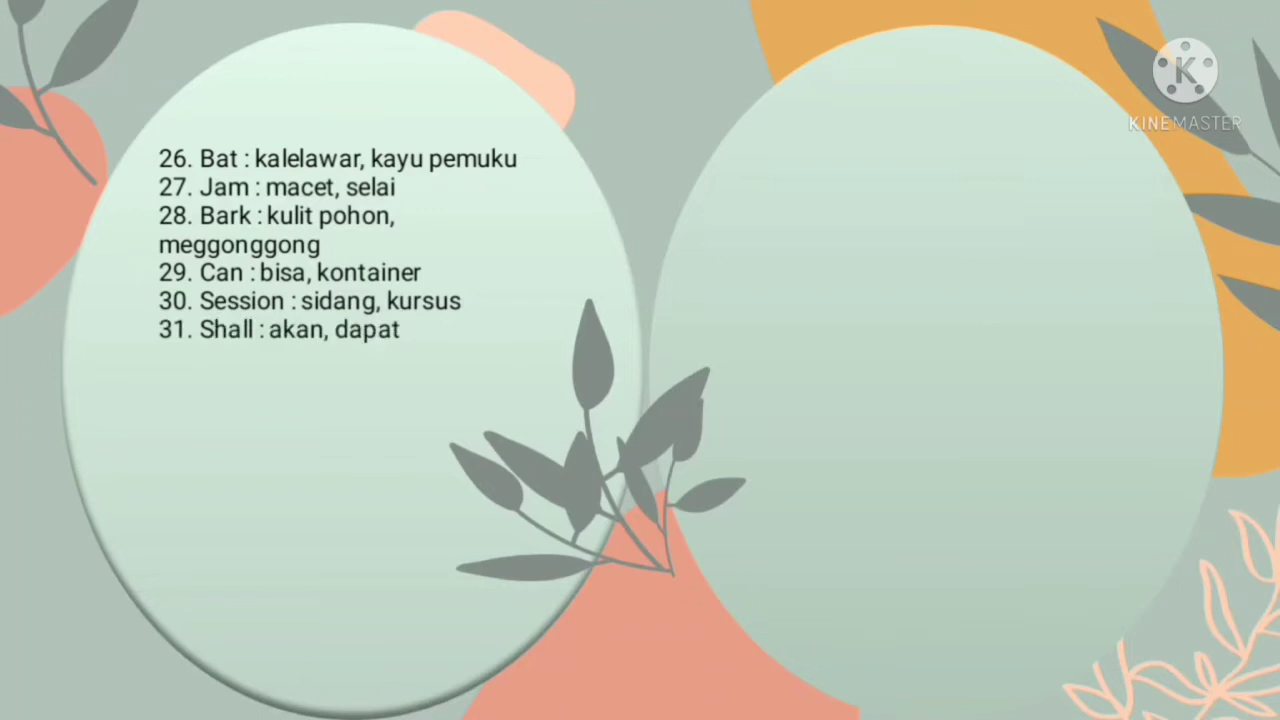 26. Bat : kalelawar, kayu pemuku
27. Jam : macet, selai
28. Bark : kulit pohon,
meggonggong
29. Can : bisa, kontainer
30. Session : sidang, kursus
31. Shall : akan, dapat
K
KINEMASTER